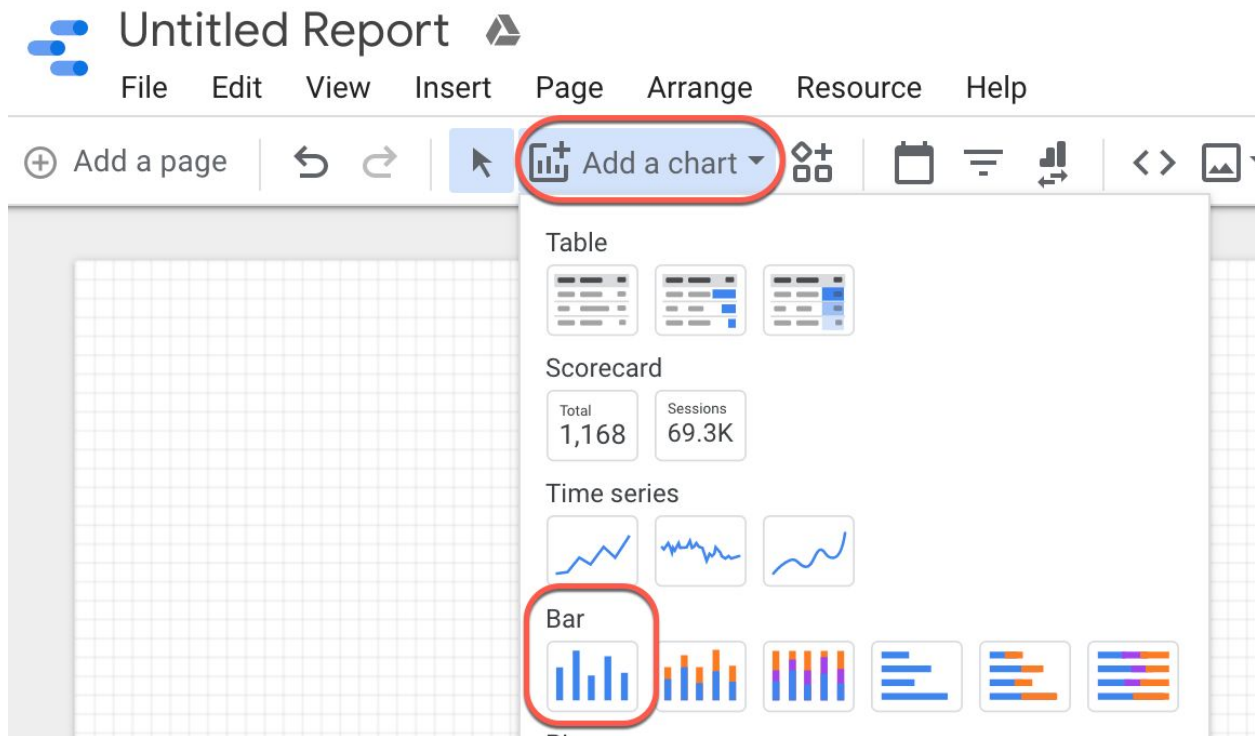 Untitled Report
File Edit View Insert Page Arrange Resource Help
Add a page Add a chart
Table
Scorecard
Total Sessions
1,168 69.3K
Time series
Bar